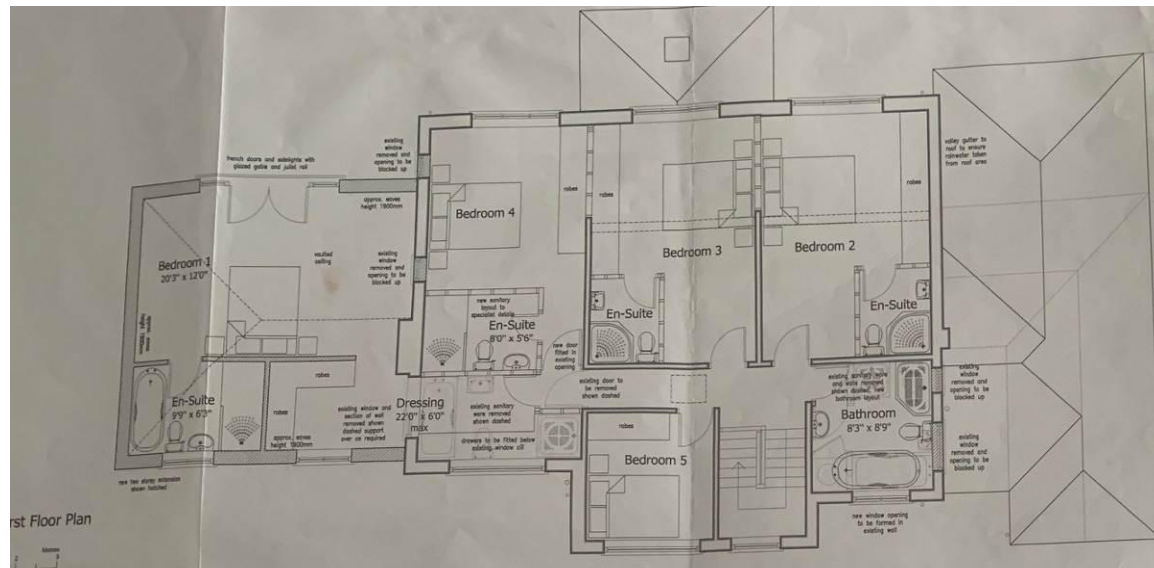 existing
window
removed and
opening to be
blocked up
french doors and sidelights with
glazed gable and juliet rail
approx. eaves
height 1800mm
Bedroom 1
20'3" x 12'0"
vaulted
ceiling
existing
window
removed and
opening to be
blocked up
Bedroom 4
robes
robes
Bedroom 3
Bedroom 2
robes
valley gutter to
roof to ensure
rainwater taken
from roof area
new sanitary
layout to
specialist details
En-Suite
8'0" x 5'6"
En-Suite
En-Suite
new door
fitted in
existing
opening
existing door to
be removed
shown dashed
En-Suite
9'9" x 6'3"
robes
robes
approx. eaves
height 1800mm
existing window and
section of wall
removed shown
dashed support
over as required
Dressing
22'0" x 6'0"
max
existing sanitary
ware removed
shown dashed
drawers to be fitted below
existing window cill
robes
Bedroom 5
existing sanitary ware
and walls removed
shown dashed, new
bathroom layout
Bathroom
8'3" x 8'9"
existing
window
removed and
opening to be
blocked up
existing
window
removed and
opening to be
blocked up
new window opening
to be formed in
existing wall
new two storey extension
shown hatched
rst Floor Plan